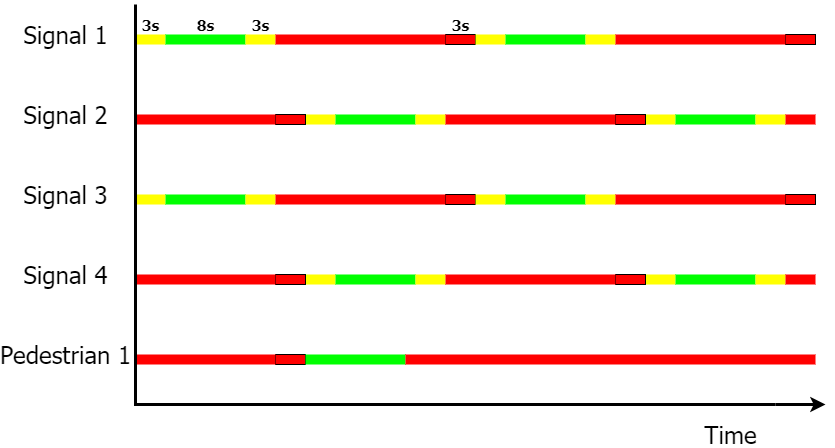 3s 8s 3s 3s
Signal 1
Signal 2
Signal 3
Signal 4
Pedestrian 1
Time